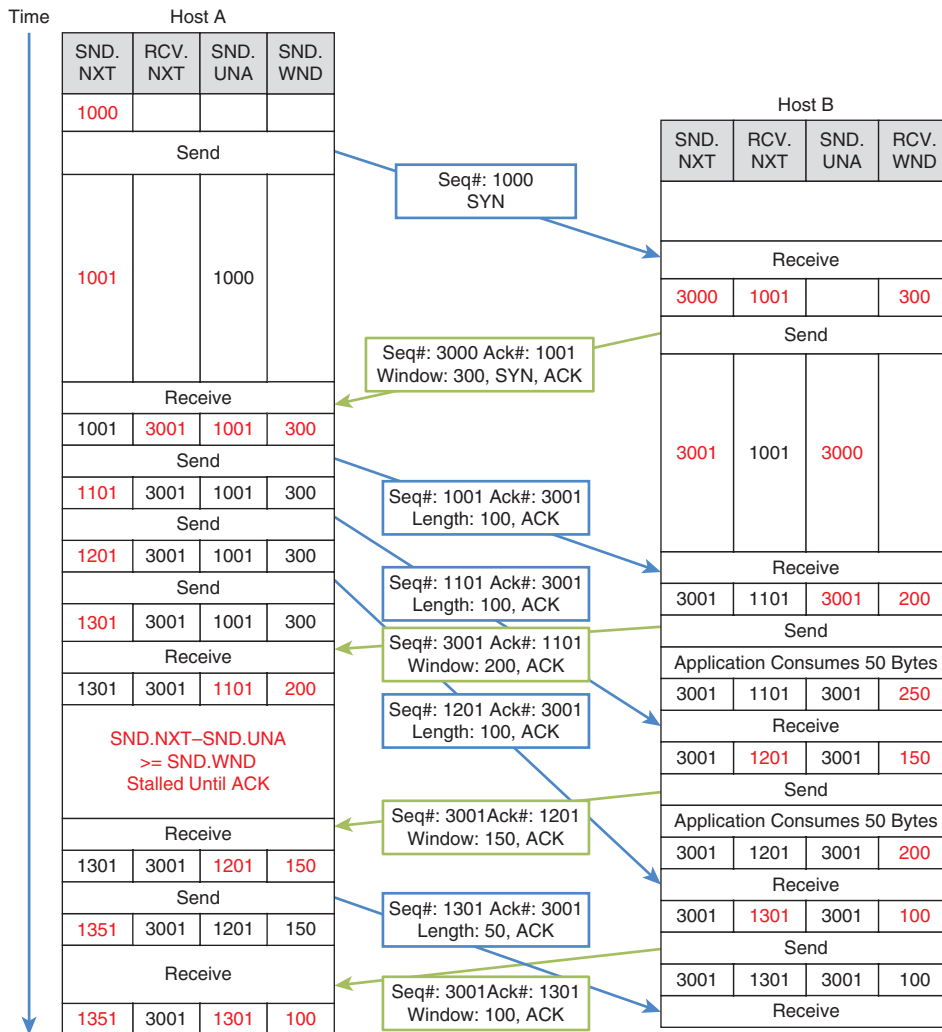 Time
Host A
SND. NXT
RCV. NXT
SND. UNA
SND. WND
1000
Send
1001 1000
Receive
1001 3001 1001 300
Send
1101 3001 1001 300
Send
1201 3001 1001 300
Send
1301 3001 1001 300
Receive
1301 3001 1101 200
SND.NXT–SND.UNA
>= SND.WND
Stalled Until ACK
Receive
1301 3001 1201 150
Send
1351 3001 1201 150
Receive
1351 3001 1301 100
Seq#: 1000
SYN
Seq#: 3000 Ack#: 1001
Window: 300, SYN, ACK
Seq#: 1001 Ack#: 3001
Length: 100, ACK
Seq#: 1101 Ack#: 3001
Length: 100, ACK
Seq#: 3001 Ack#: 1101
Window: 200, ACK
Seq#: 1201 Ack#: 3001
Length: 100, ACK
Seq#: 3001Ack#: 1201
Window: 150, ACK
Seq#: 1301 Ack#: 3001
Length: 50, ACK
Seq#: 3001Ack#: 1301
Window: 100, ACK
Host B
SND. NXT
RCV. NXT
SND. UNA
RCV. WND
Receive
3000 1001 300
Send
3001 1001 3000
Receive
3001 1101 3001 200
Send
Application Consumes 50 Bytes
3001 1101 3001 250
Receive
3001 1201 3001 150
Send
Application Consumes 50 Bytes
3001 1201 3001 200
Receive
3001 1301 3001 100
Send
3001 1301 3001 100
Receive